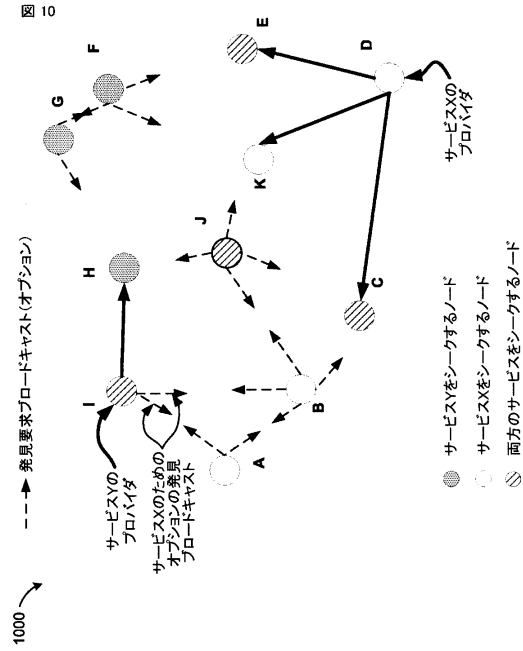 図 10
1000
発見要求ブロードキャスト(オプション)
G
F
E
D
サービスXの
プロバイダ
K
J
H
I
C
B
A
サービスYの
プロバイダ
サービスXのための
オプションの発見
ブロードキャスト
サービスYをシークするノード
サービスXをシークするノード
両方のサービスをシークするノード